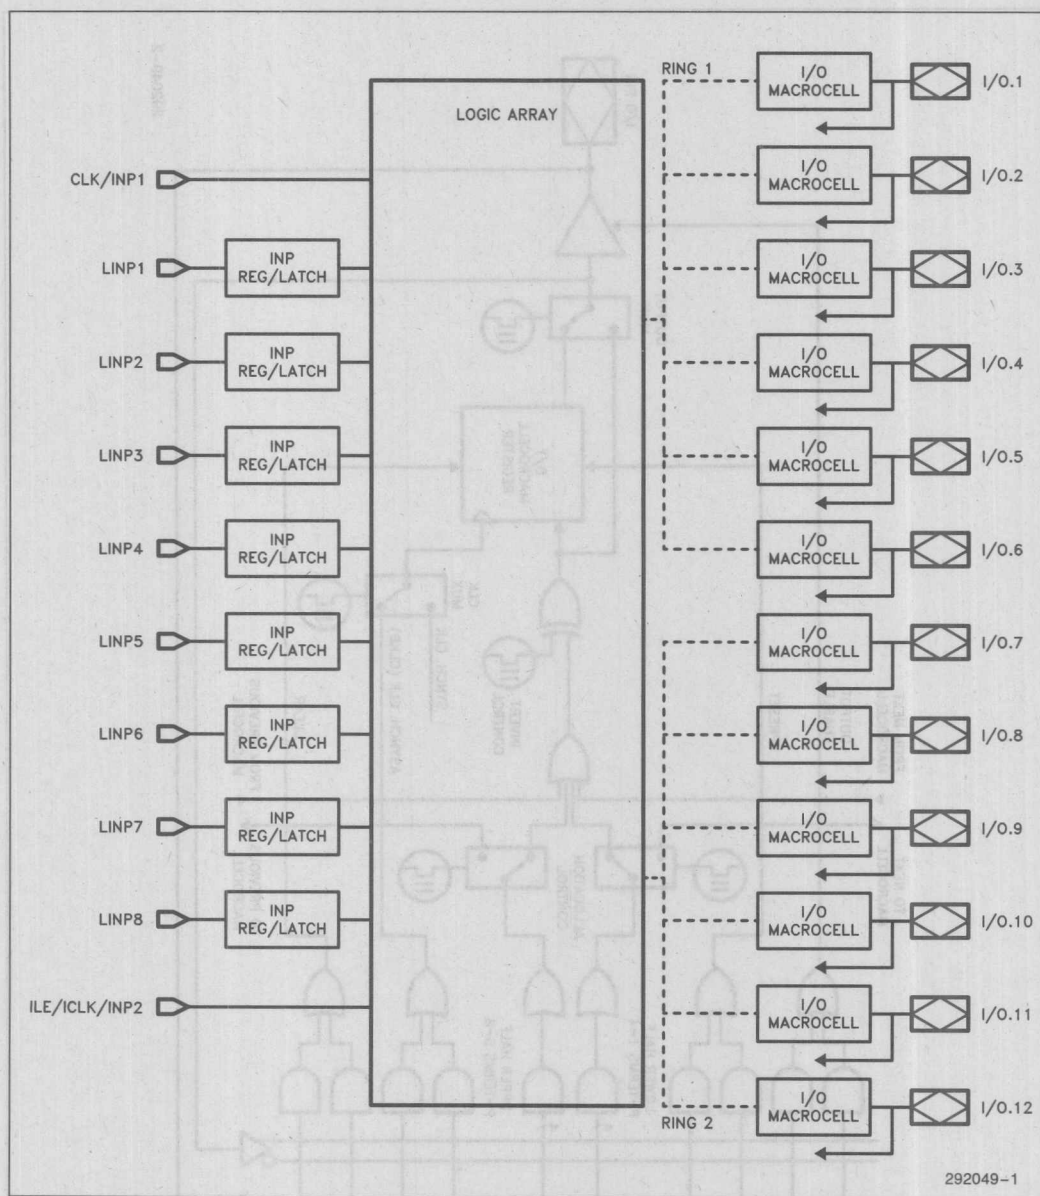 RING 1
I/O
MACROCELL
I/O.1
LOGIC ARRAY
CLK/INP1
I/O
MACROCELL
I/O.2
LINP1
INP
REG/LATCH
I/O
MACROCELL
I/O.3
LINP2
INP
REG/LATCH
I/O
MACROCELL
I/O.4
LINP3
INP
REG/LATCH
I/O
MACROCELL
I/O.5
LINP4
INP
REG/LATCH
I/O
MACROCELL
I/O.6
LINP5
INP
REG/LATCH
I/O
MACROCELL
I/O.7
LINP6
INP
REG/LATCH
I/O
MACROCELL
I/O.8
LINP7
INP
REG/LATCH
I/O
MACROCELL
I/O.9
LINP8
INP
REG/LATCH
I/O
MACROCELL
I/O.10
ILE/ICLK/INP2
I/O
MACROCELL
I/O.11
RING 2
I/O
MACROCELL
I/O.12
292049-1